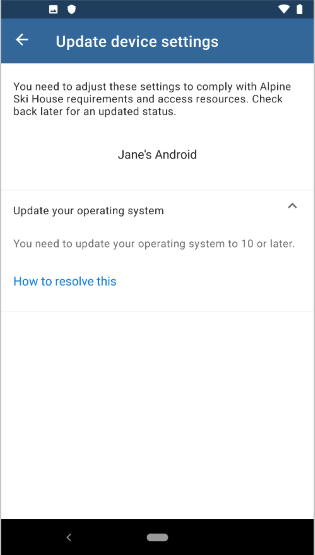 Update device settings
You need to adjust these settings to comply with Alpine
Ski House requirements and access resources. Check
back later for an updated status.
Jane's Android
Update your operating system
You need to update your operating system to 10 or later.
How to resolve this